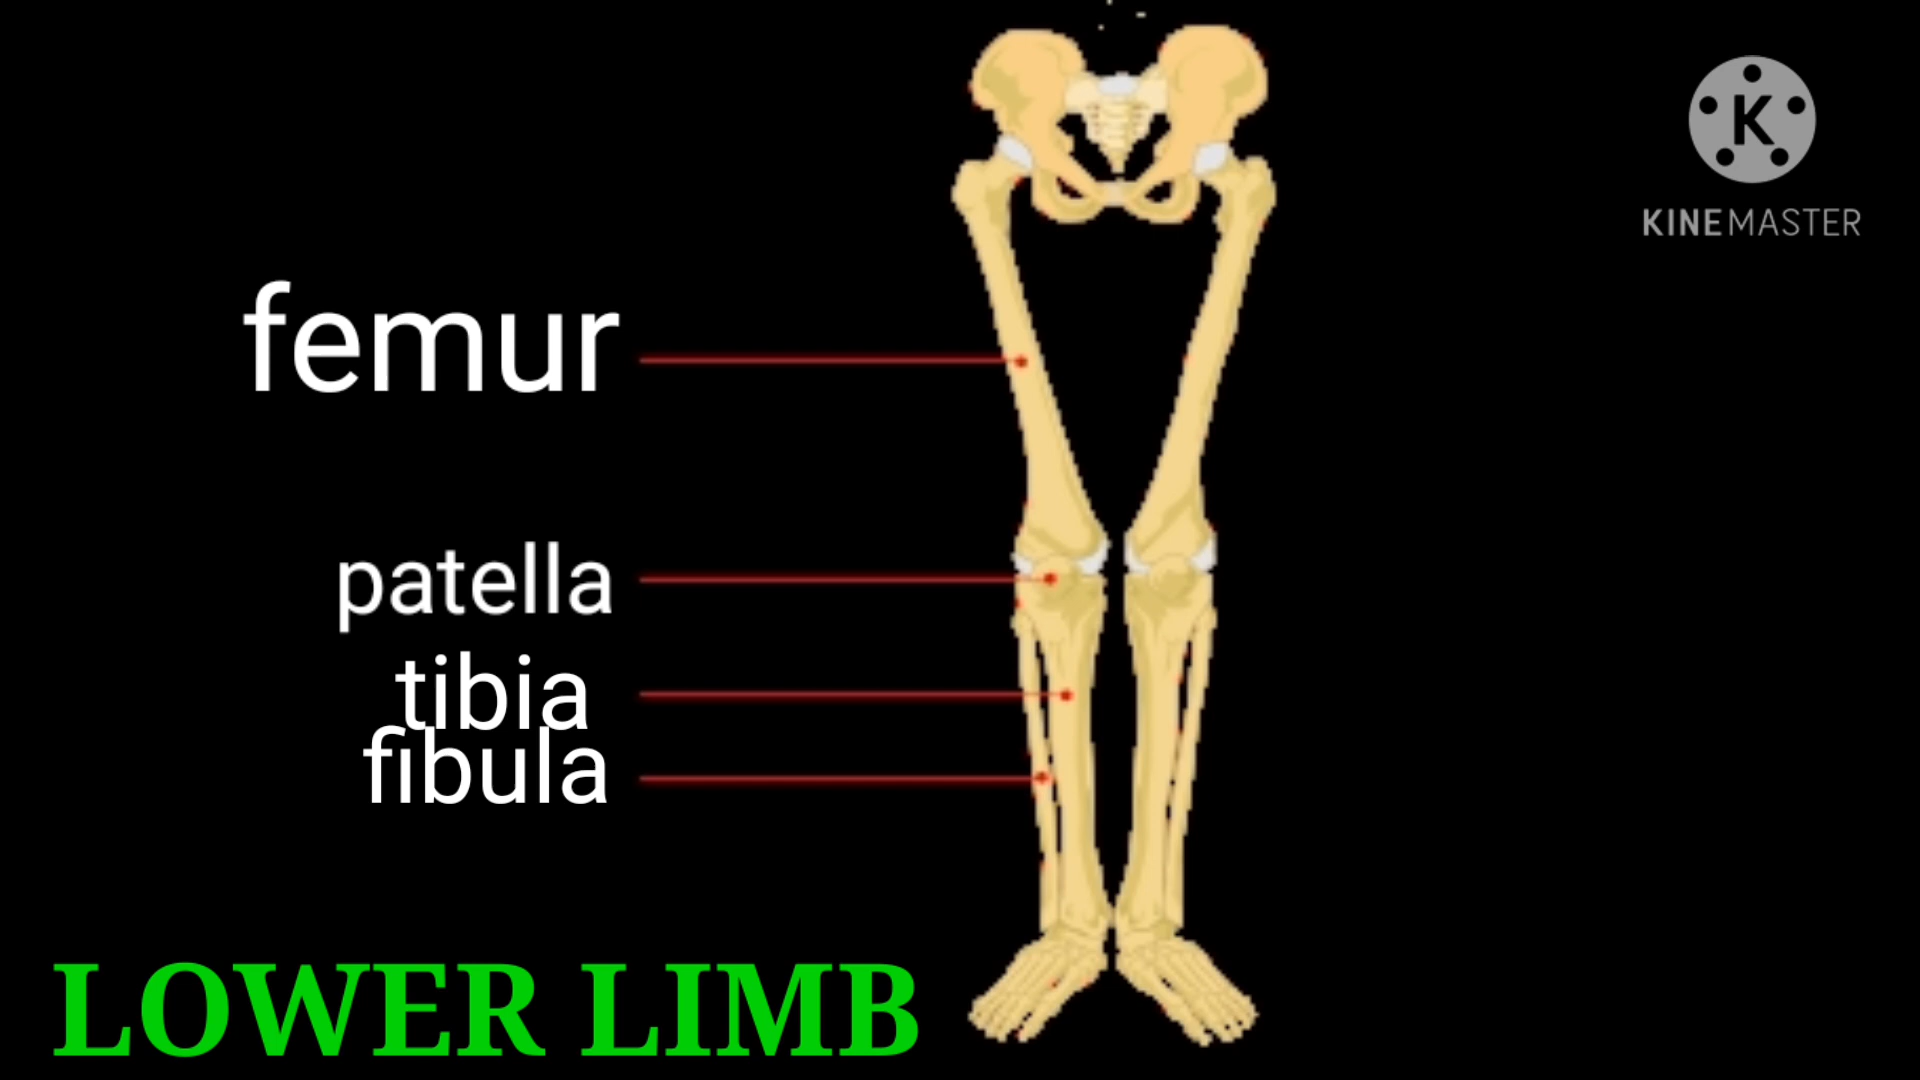 K
KINEMASTER
femur
patella
tibia
fibula
LOWER LIMB